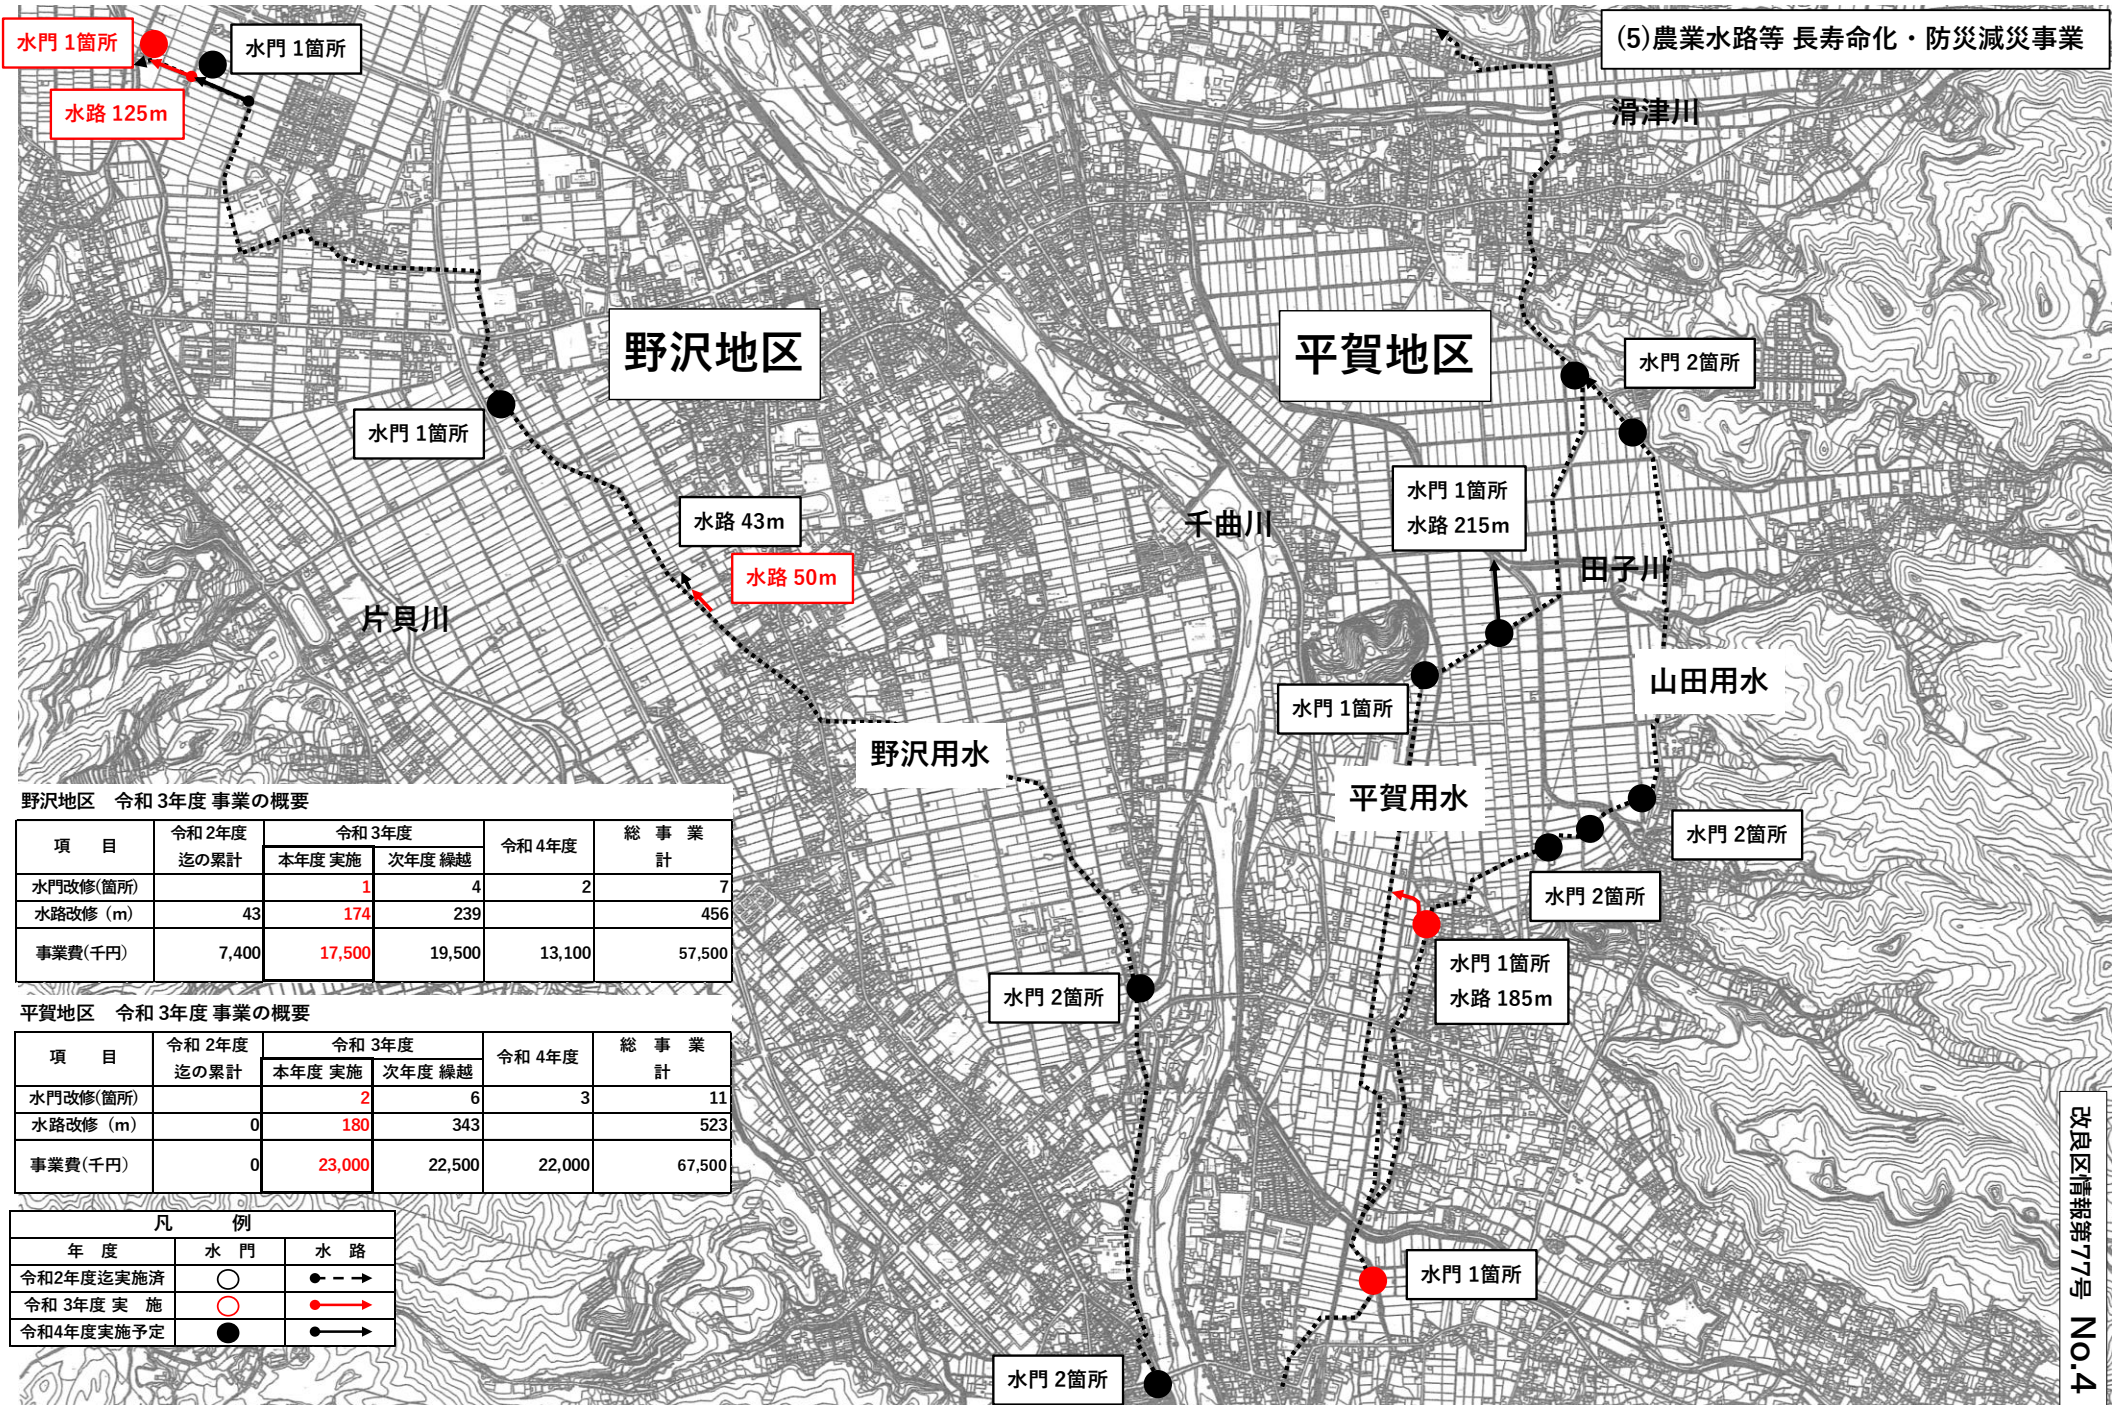 (5)農業水路等 長寿命化・防災減災事業
水門 1箇所
水門 1箇所
水路 125m
滑津川
野沢地区
平賀地区
水門 2箇所
水門 1箇所
水門 1箇所
水路 215m
水路 43m
千曲川
水路 50m
田子川
片貝川
山田用水
水門 1箇所
野沢用水
平賀用水
水門 2箇所
水門 2箇所
水門 1箇所
水路 185m
水門 2箇所
水門 1箇所
水門 2箇所
野沢地区 令和 3年度 事業の概要
項 目 令和 2年度 迄の累計 令和 3年度 令和 4年度 総 事 業 計
本年度 実施 次年度 繰越
水門改修(箇所) 1 4 2 7
水路改修(m) 43 174 239 456
事業費(千円) 7,400 17,500 19,500 13,100 57,500
平賀地区 令和 3年度 事業の概要
項 目 令和 2年度 迄の累計 令和 3年度 令和 4年度 総 事 業 計
本年度 実施 次年度 繰越
水門改修(箇所) 2 6 3 11
水路改修(m) 0 180 343 523
事業費(千円) 0 23,000 22,500 22,000 67,500
凡 例
年 度 水 門 水 路
令和2年度迄実施済
令和 3年度 実 施
令和4年度実施予定
改良区情報第77号 No.4